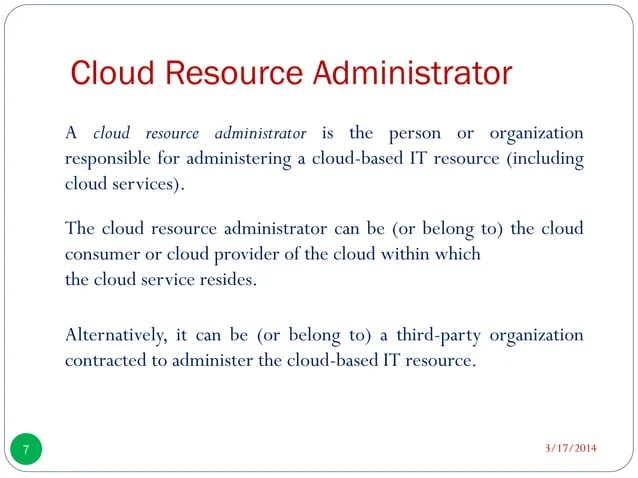 Cloud Resource Administrator
A cloud resource administrator is the person or organization
responsible for administering a cloud-based IT resource (including
cloud services).
The cloud resource administrator can be (or belong to) the cloud
consumer or cloud provider of the cloud within which
the cloud service resides.
Alternatively, it can be (or belong to) a third-party organization
contracted to administer the cloud-based IT resource.
7
3/17/2014